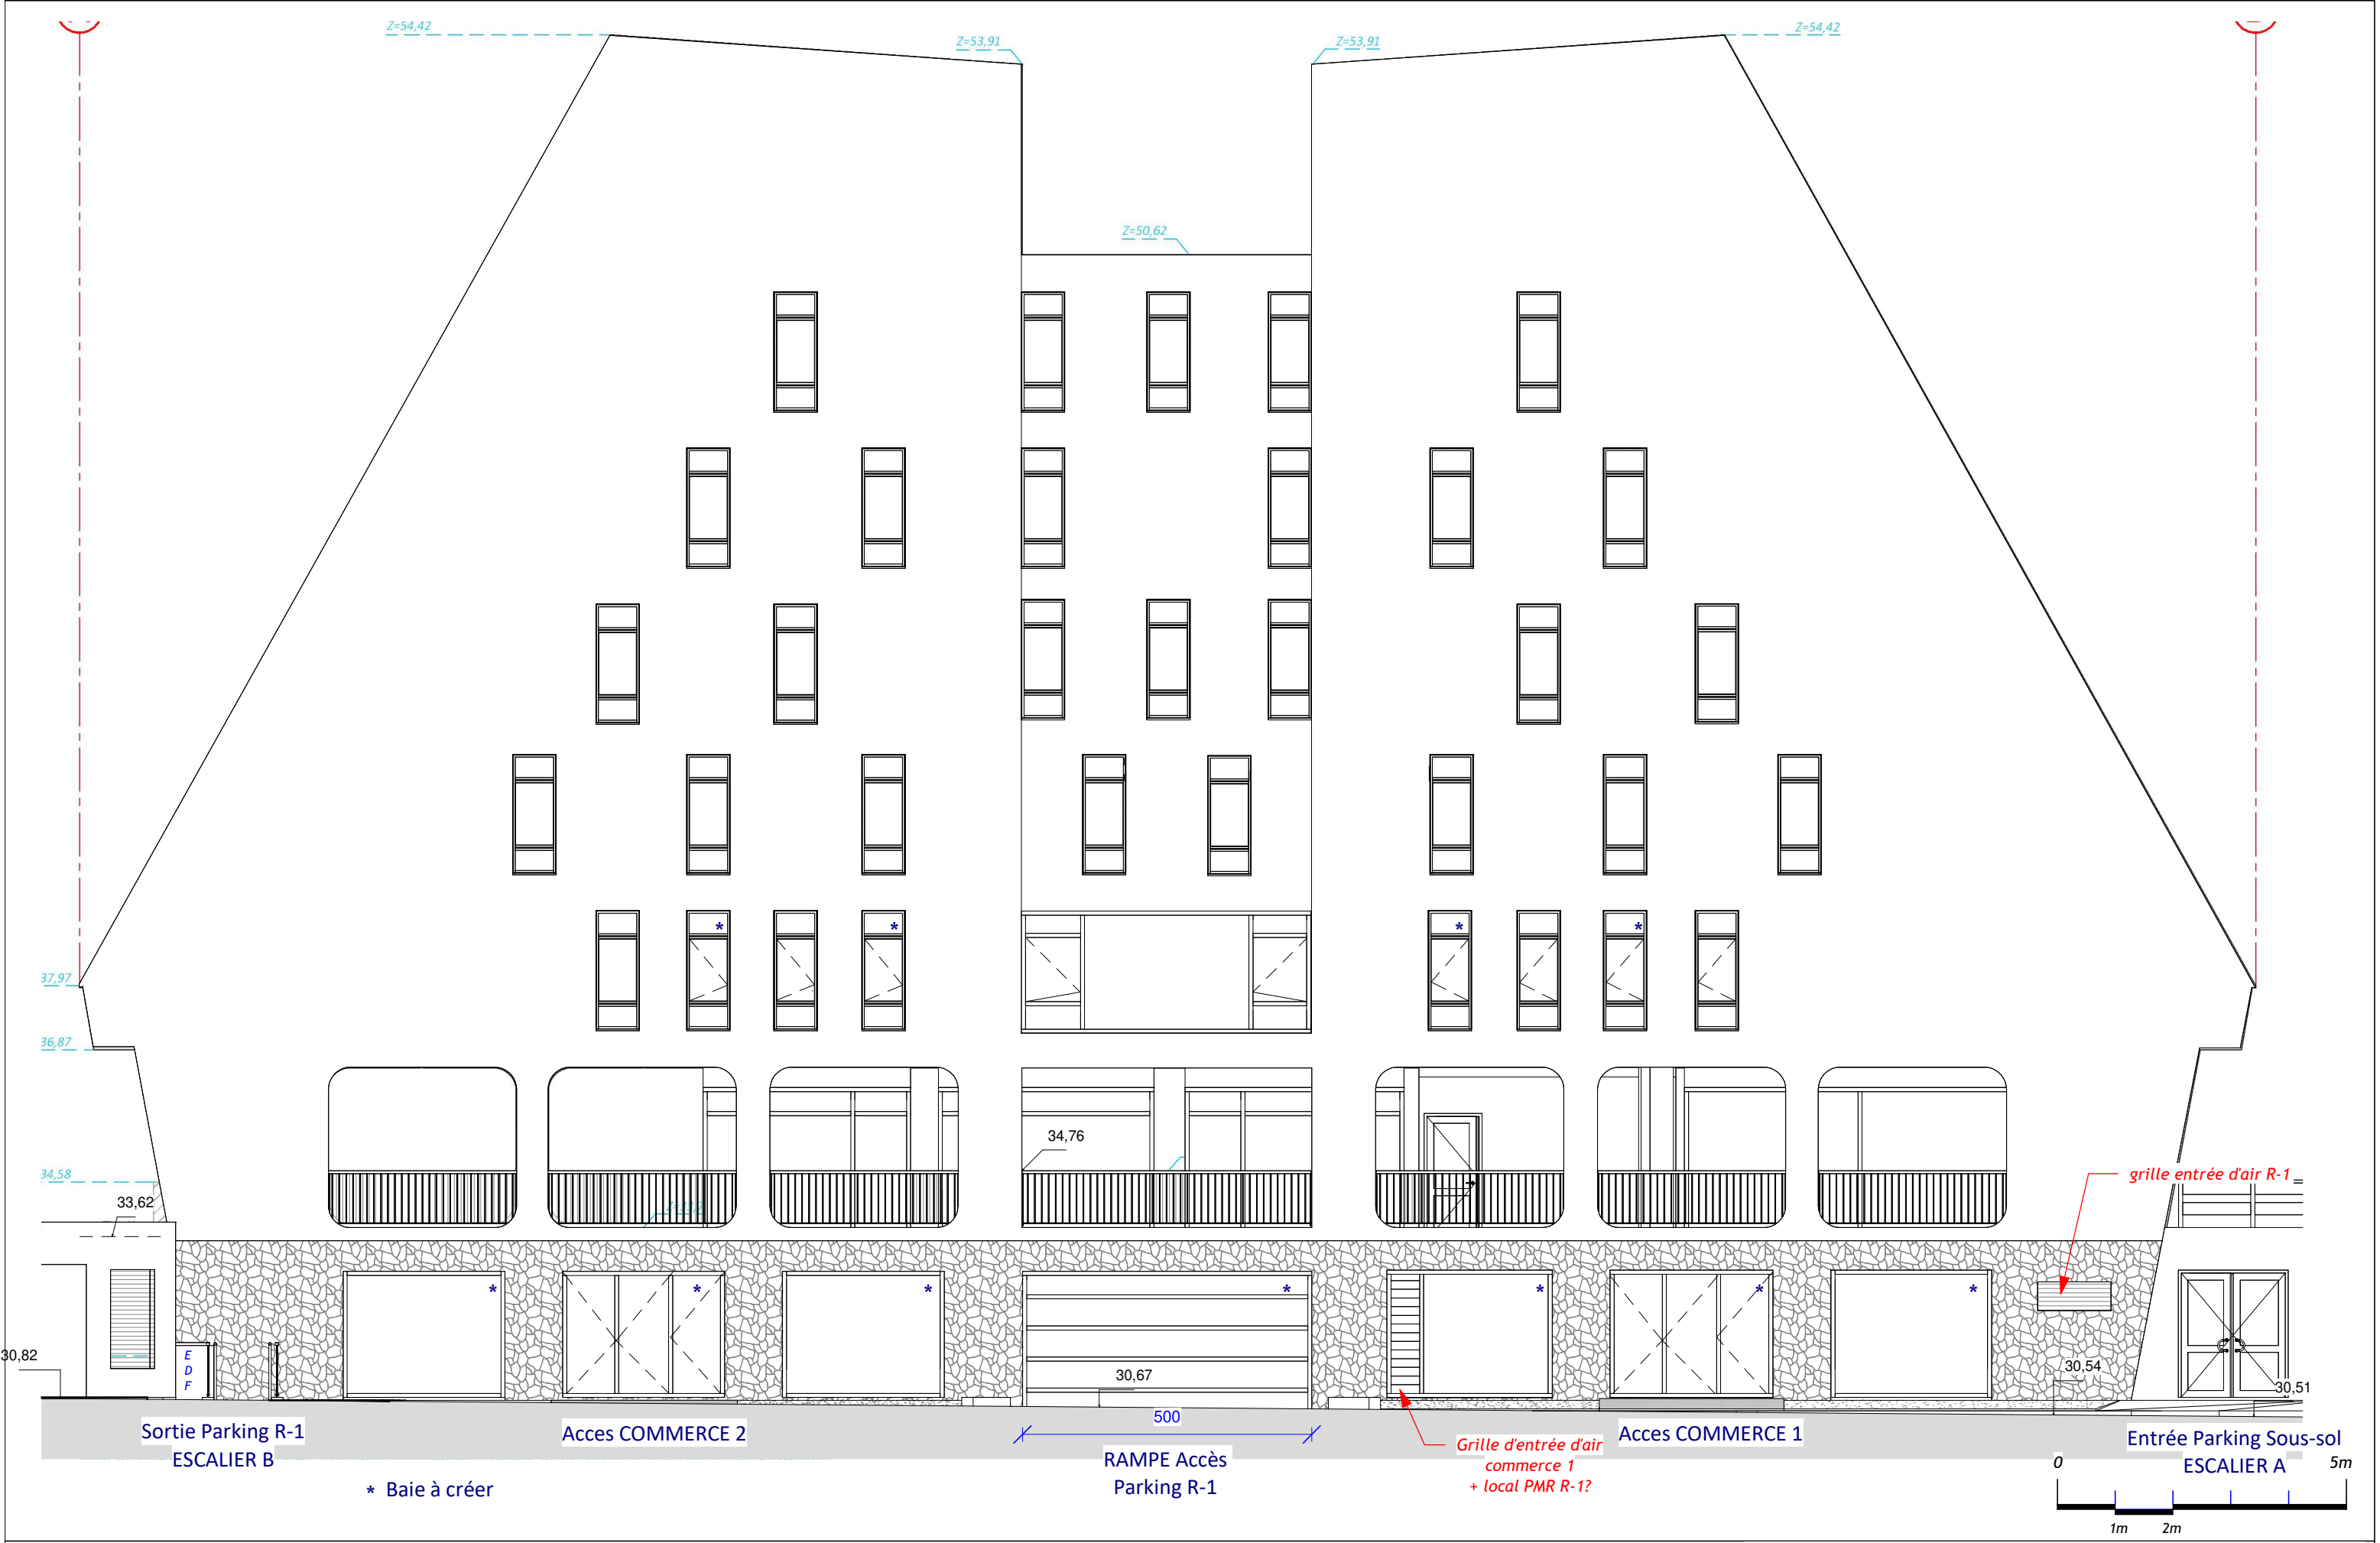 Z=54,42
Z=53,91
Z=53,91
Z=54,42
Z=50,62
*
*
*
*
37,97
36,87
34,76
34,58
33,62
grille entrée d'air R-1
*
*
*
*
*
*
*
30,82
E
D
F
30,67
30,54
30,51
500
Sortie Parking R-1
ESCALIER B
Acces COMMERCE 2
RAMPE Accès
Parking R-1
Grille d'entrée d'air
commerce 1
+ local PMR R-1?
Acces COMMERCE 1
Entrée Parking Sous-sol
ESCALIER A
* Baie à créer
0
5m
1m
2m